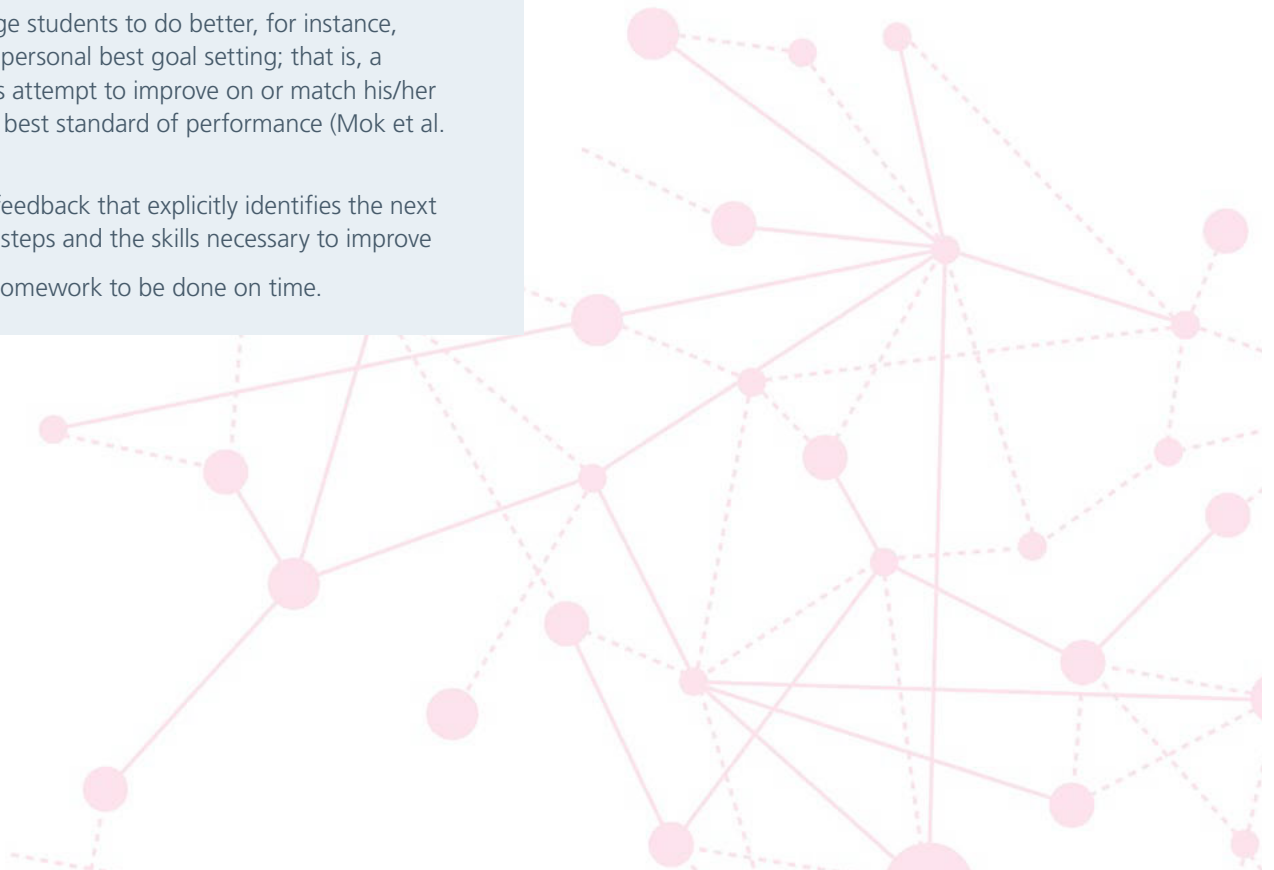 ge students to do better, for instance,
personal best goal setting; that is, a
s attempt to improve on or match his/her
best standard of performance (Mok et al.
feedback that explicitly identifies the next
steps and the skills necessary to improve
omework to be done on time.